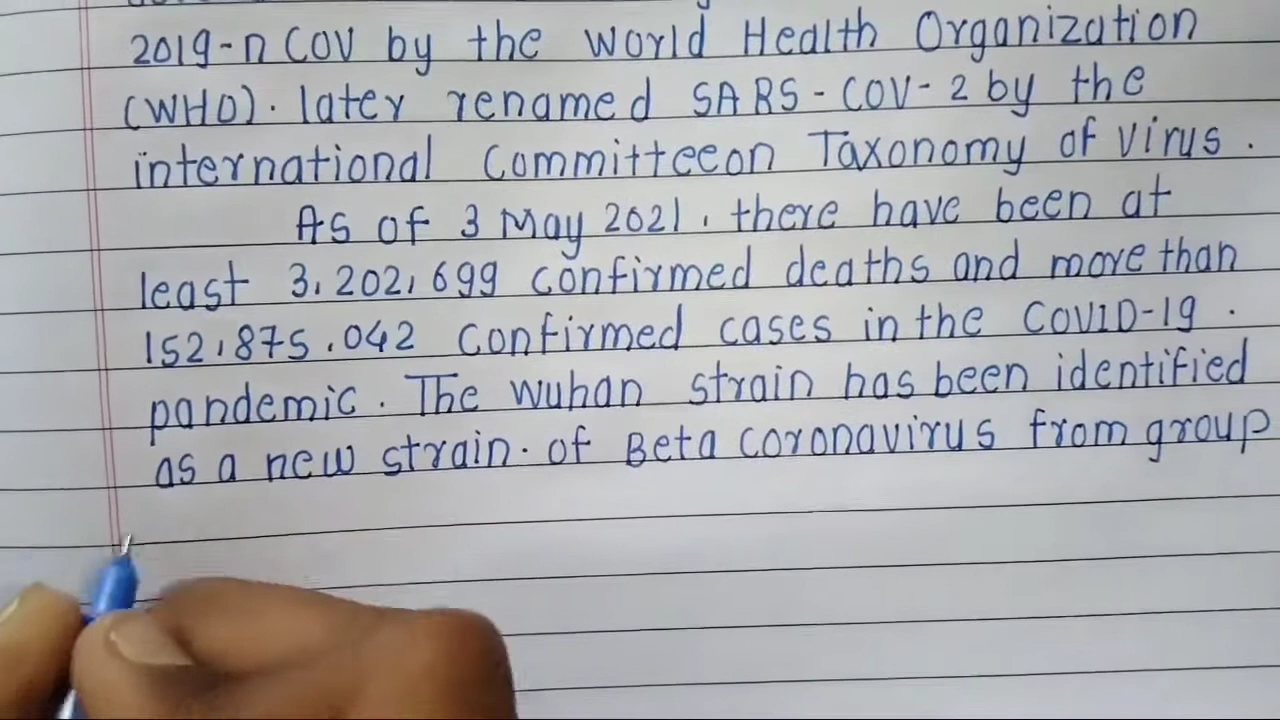 2019-n COV by the World Health Organization
(WHO). later renamed SARS-COV-2 by the
international Committeeon Taxonomy of Virus.
As of 3 May 2021, there have been at
least 3,202,699 confirmed deaths and more than
152,875,042 confirmed cases in the COVID-19.
pandemic. The wuhan strain has been identified
as a new strain. of Beta coronavirus from group